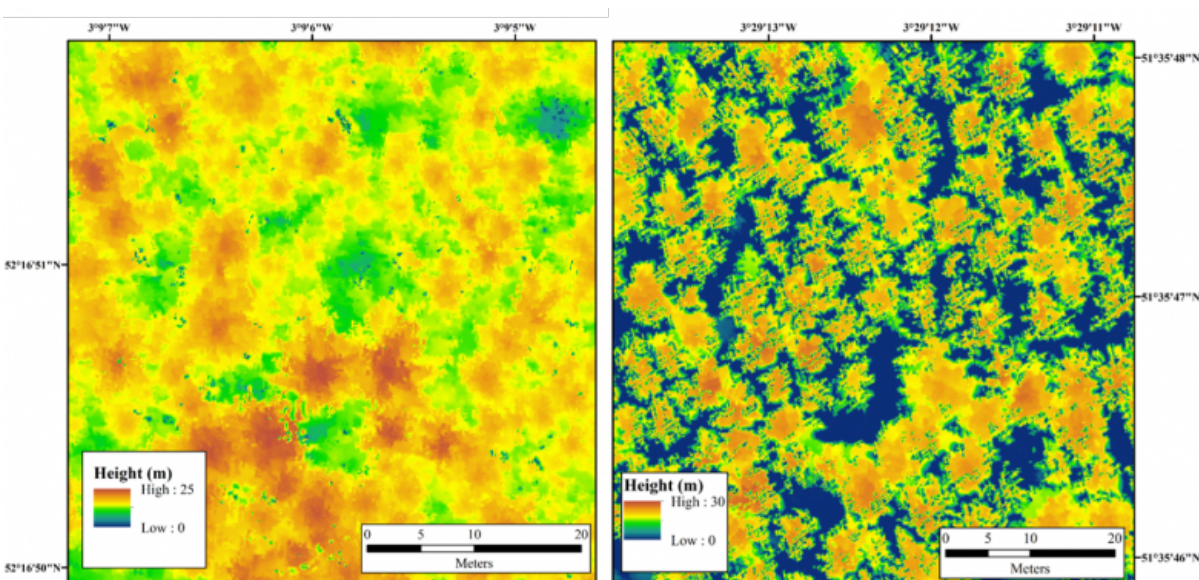 3°9'7"W 3°9'6"W 3°9'5"W
52°16'51"N
52°16'50"N
Height (m)
High : 25
Low : 0
0 5 10 20
Meters
3°29'13"W 3°29'12"W 3°29'11"W
51°35'48"N
51°35'47"N
51°35'46"N
Height (m)
High : 30
Low : 0
0 5 10 20
Meters